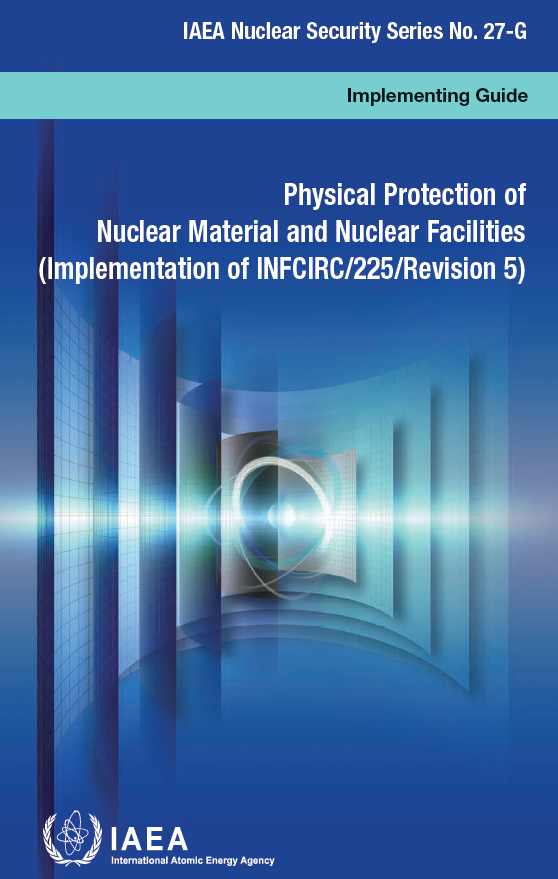 IAEA Nuclear Security Series No. 27-G
Implementing Guide
Physical Protection of
Nuclear Material and Nuclear Facilities
(Implementation of INFCIRC/225/Revision 5)
IAEA
International Atomic Energy Agency